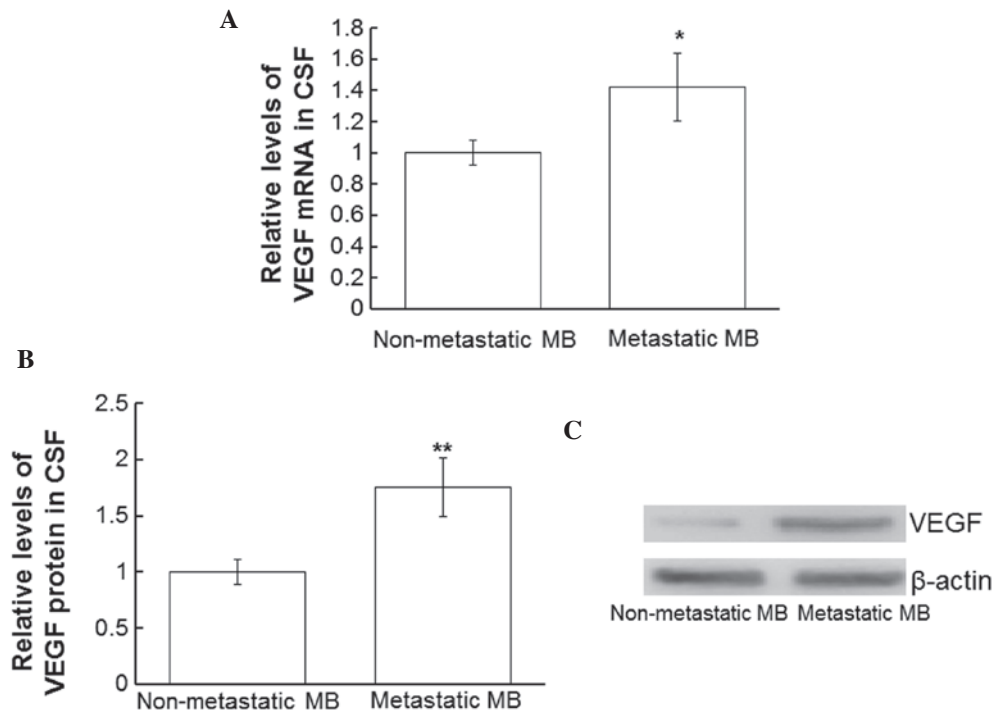 A
Relative levels of
VEGF mRNA in CSF
1.8
1.6
1.4
1.2
1
0.8
0.6
0.4
0.2
0
*
Non-metastatic MB Metastatic MB
B
Relative levels of
VEGF protein in CSF
2.5
2
1.5
1
0.5
0
**
Non-metastatic MB Metastatic MB
C
VEGF
β-actin
Non-metastatic MB Metastatic MB